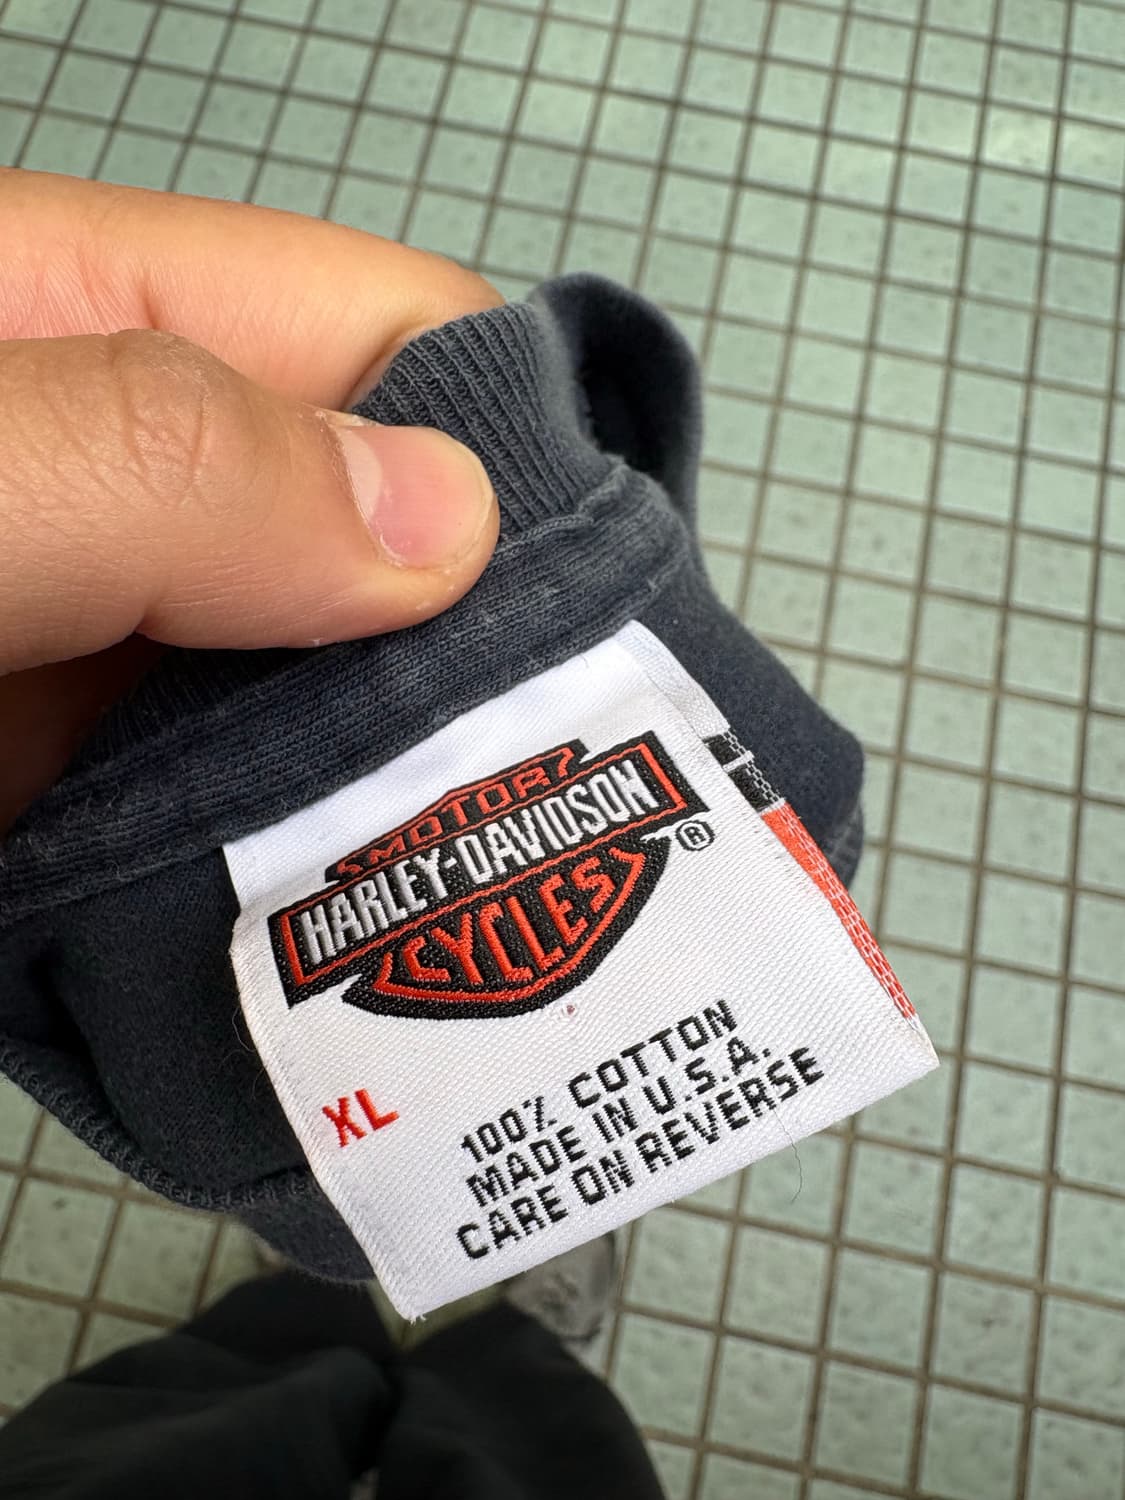 MOTOR
HARLEY-DAVIDSON
®
CYCLES
XL
100% COTTON
MADE IN U.S.A.
CARE ON REVERSE